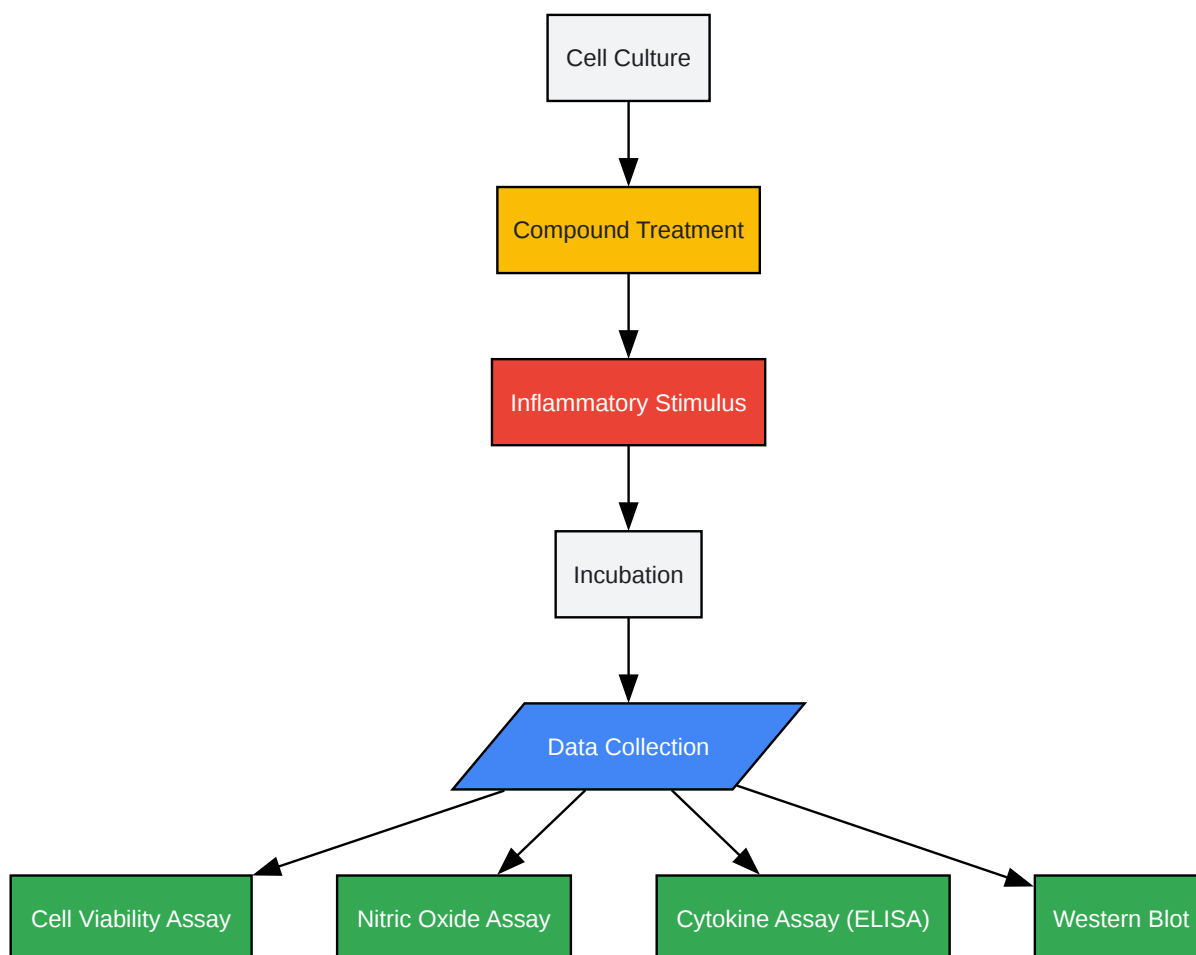 Cell Culture
Compound Treatment
Inflammatory Stimulus
Incubation
Data Collection
Cell Viability Assay
Nitric Oxide Assay
Cytokine Assay (ELISA)
Western Blot